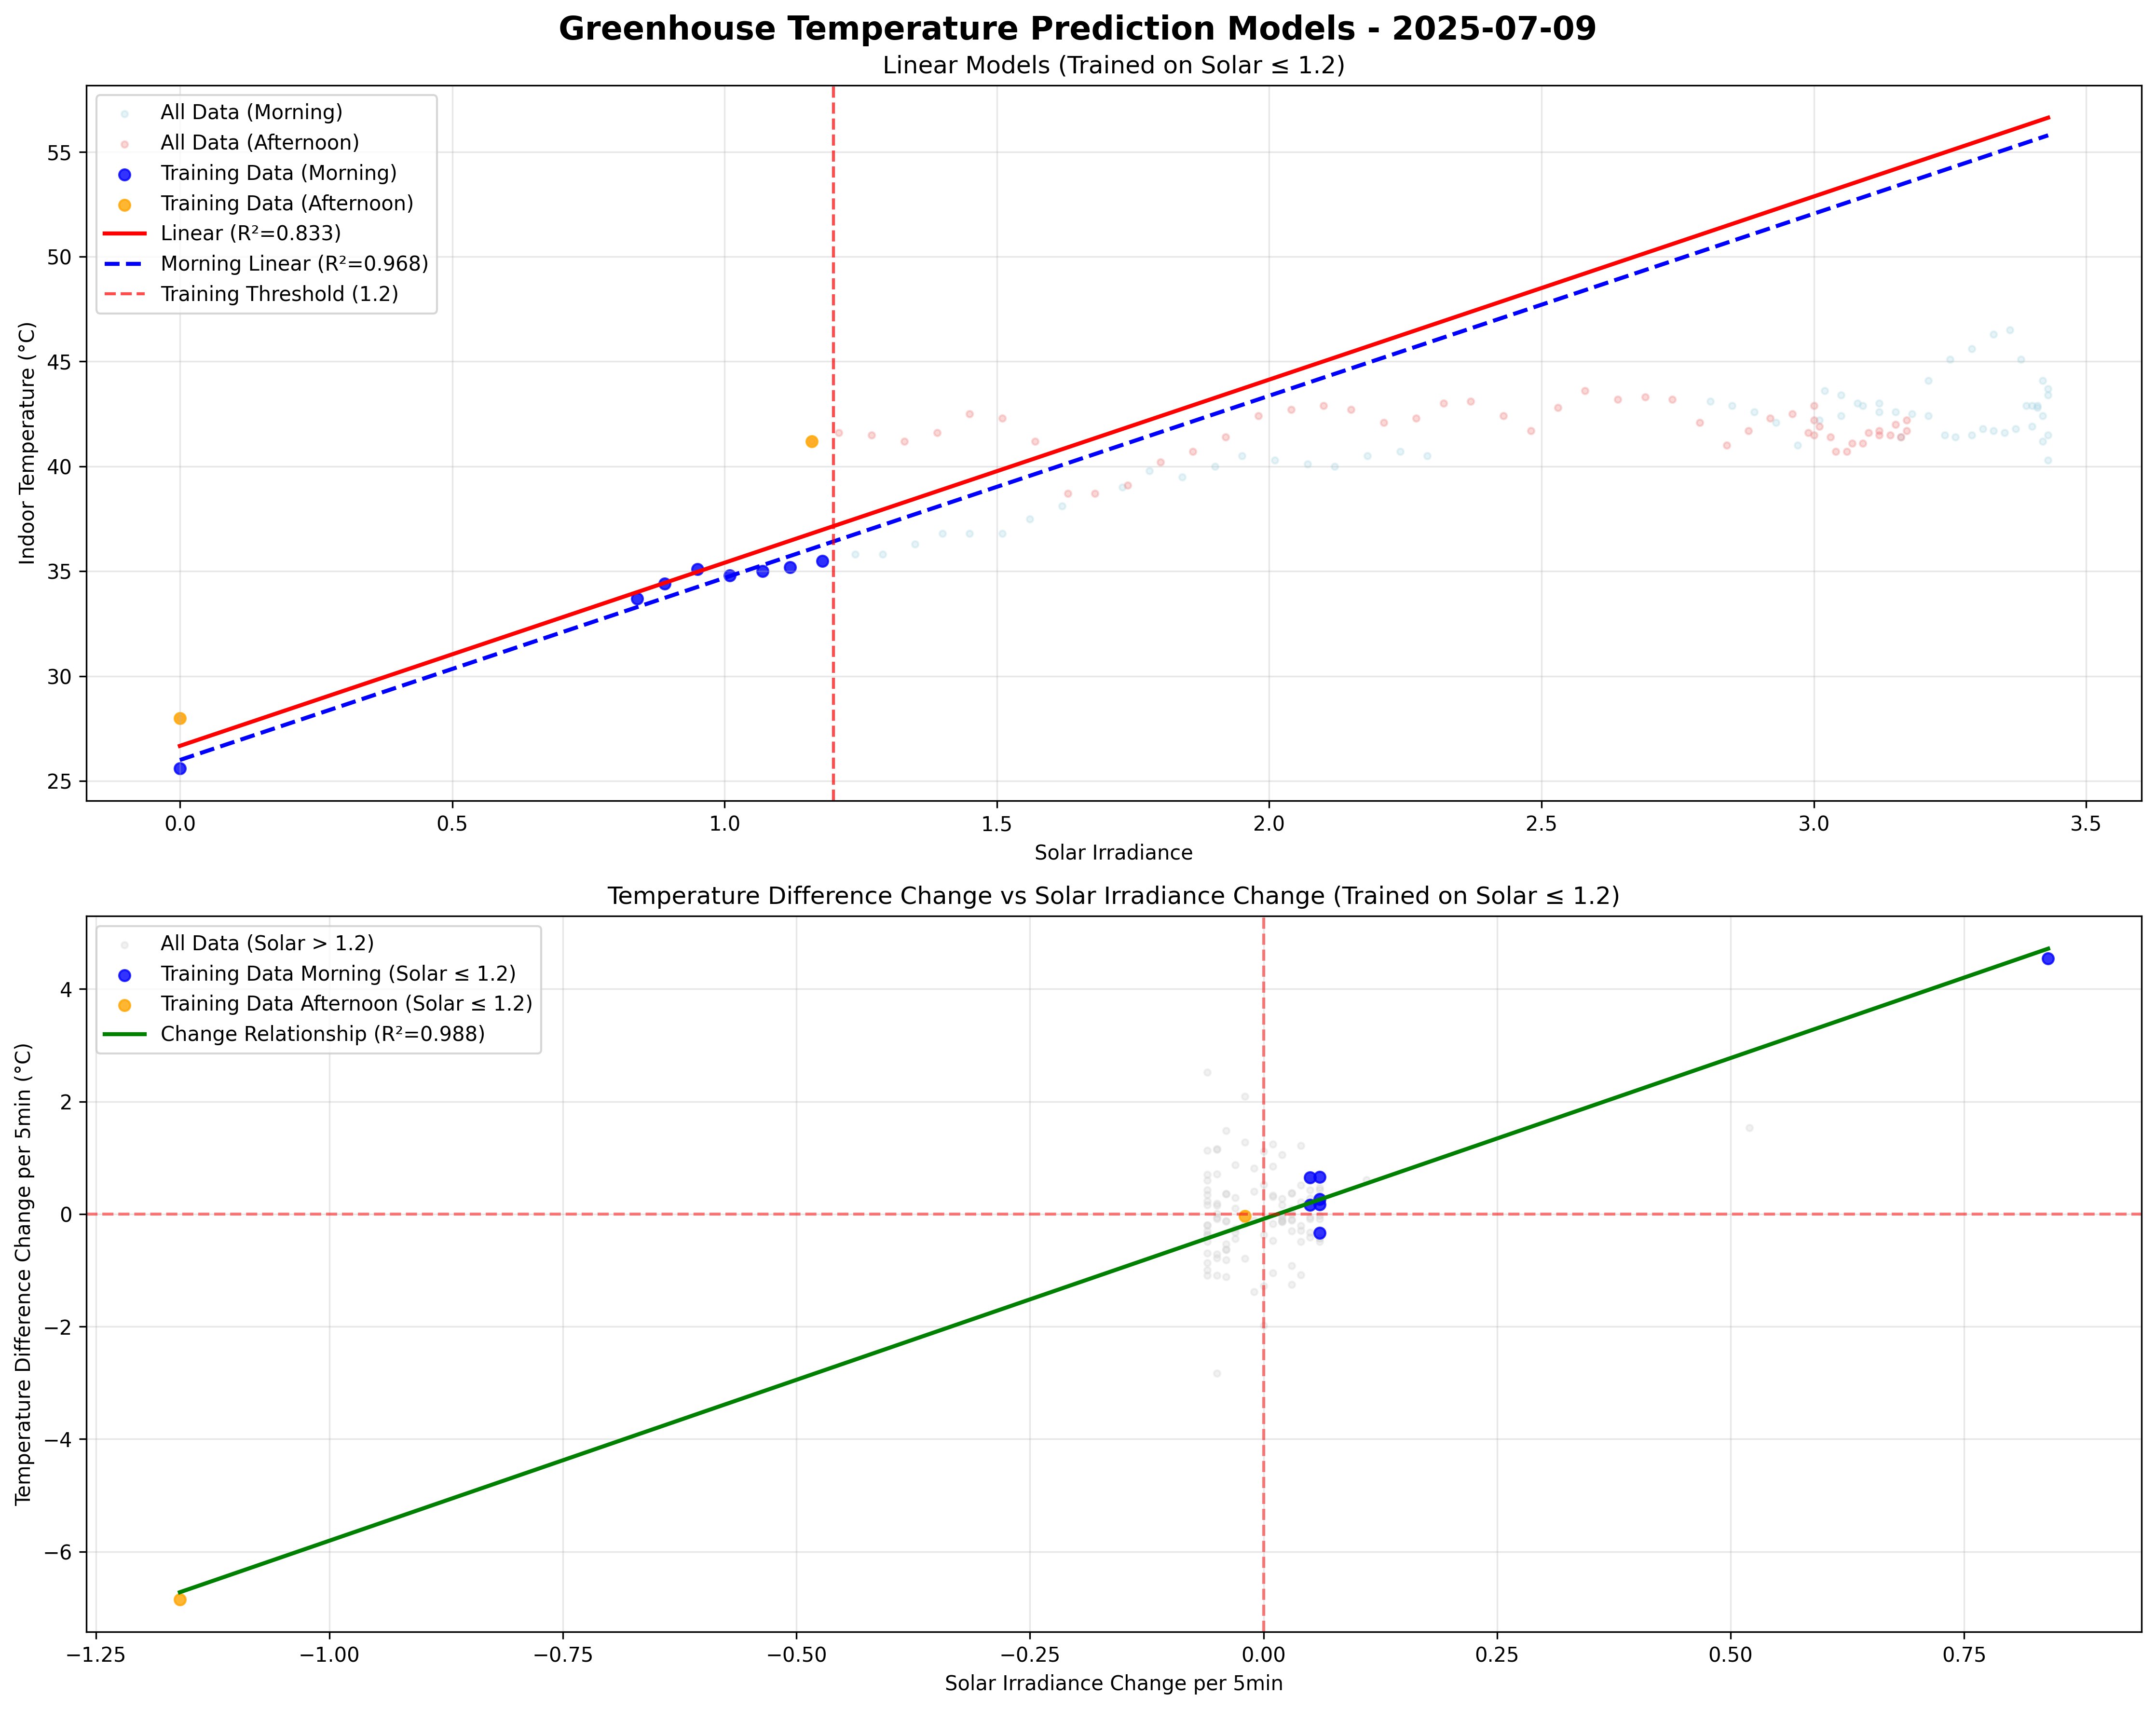 Greenhouse Temperature Prediction Models - 2025-07-09
Linear Models (Trained on Solar ≤ 1.2)
All Data (Morning)
All Data (Afternoon)
Training Data (Morning)
Training Data (Afternoon)
Linear (R²=0.833)
Morning Linear (R²=0.968)
Training Threshold (1.2)
Indoor Temperature (°C)
55
50
45
40
35
30
25
0.0 0.5 1.0 1.5 2.0 2.5 3.0 3.5
Solar Irradiance
Temperature Difference Change vs Solar Irradiance Change (Trained on Solar ≤ 1.2)
All Data (Solar > 1.2)
Training Data Morning (Solar ≤ 1.2)
Training Data Afternoon (Solar ≤ 1.2)
Change Relationship (R²=0.988)
Temperature Difference Change per 5min (°C)
4
2
0
−2
−4
−6
−1.25 −1.00 −0.75 −0.50 −0.25 0.00 0.25 0.50 0.75
Solar Irradiance Change per 5min